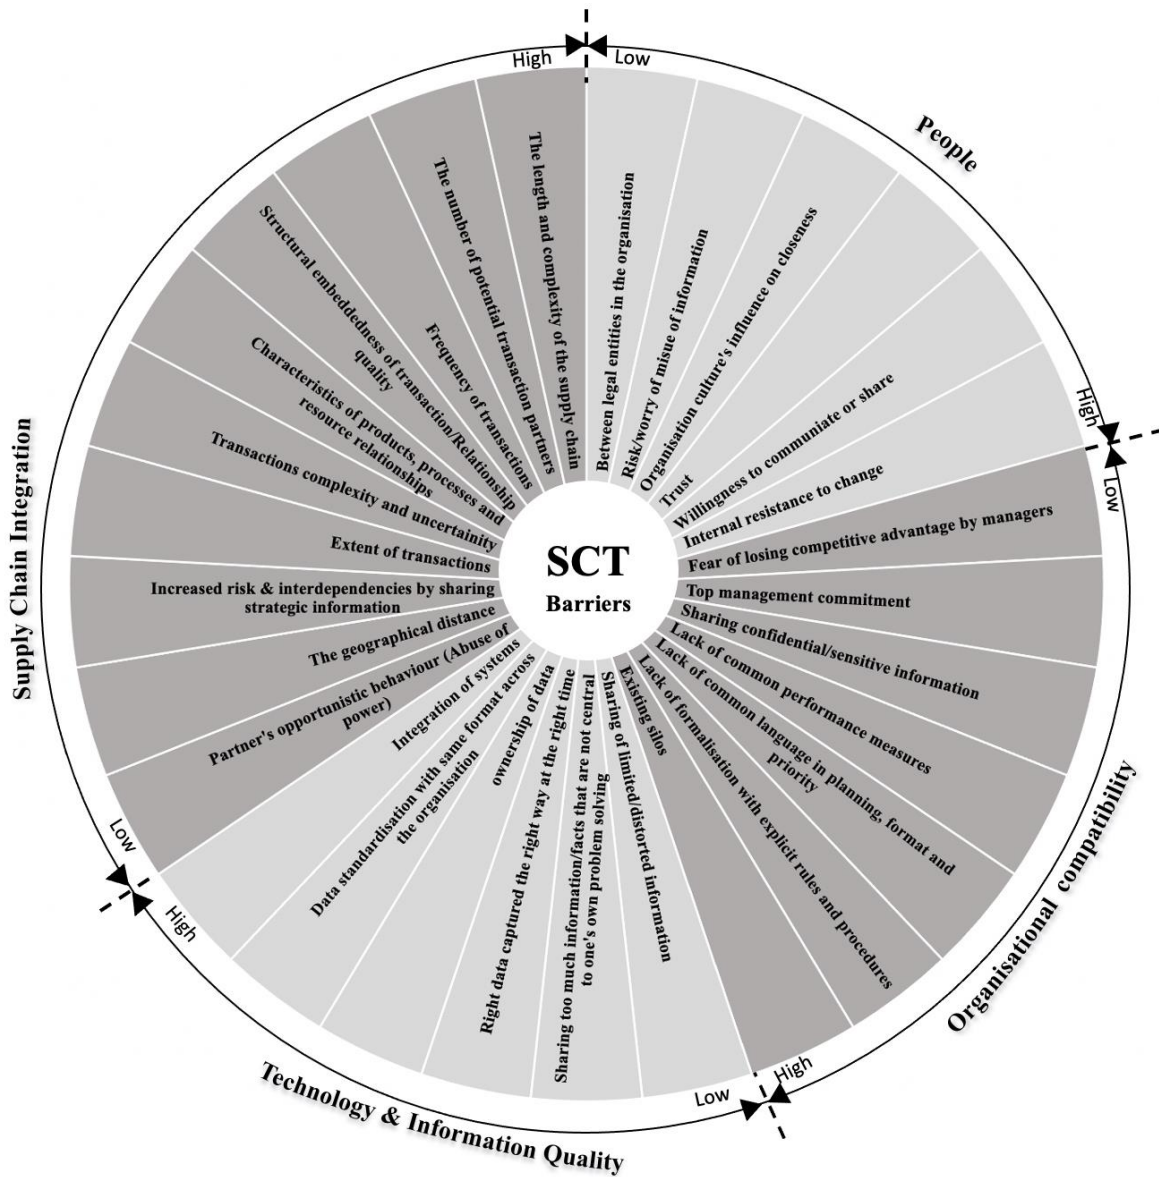 High
Low
People
High
Low
Organisational compatibility
High
Low
Technology & Information Quality
High
Low
Supply Chain Integration
SCT
Barriers
Between legal entities in the organisation
Risk/worry of misue of information
Organisation culture's influence on closeness
Trust
Willingness to communiate or share
Internal resistance to change
Fear of losing competitive advantage by managers
Top management commitment
Sharing confidential/sensitive information
Lack of common performance measures
Lack of common language in planning, format and
priority
Lack of formalisation with explicit rules and procedures
Existing silos
Sharing of limited/distorted information
Sharing too much information/facts that are not central
to one's own problem solving
Right data captured the right way at the right time
ownership of data
Data standardisation with same format across
the organisation
Integration of systems
Partner's opportunistic behaviour (Abuse of
power)
The geographical distance
Increased risk & interdependencies by sharing
strategic information
Extent of transactions
Transactions complexity and uncertainity
Characteristics of products, processes and
resource relationships
Structural embeddedness of transaction/Relationship
quality
Frequency of transactions
The number of potential transaction partners
The length and complexity of the supply chain